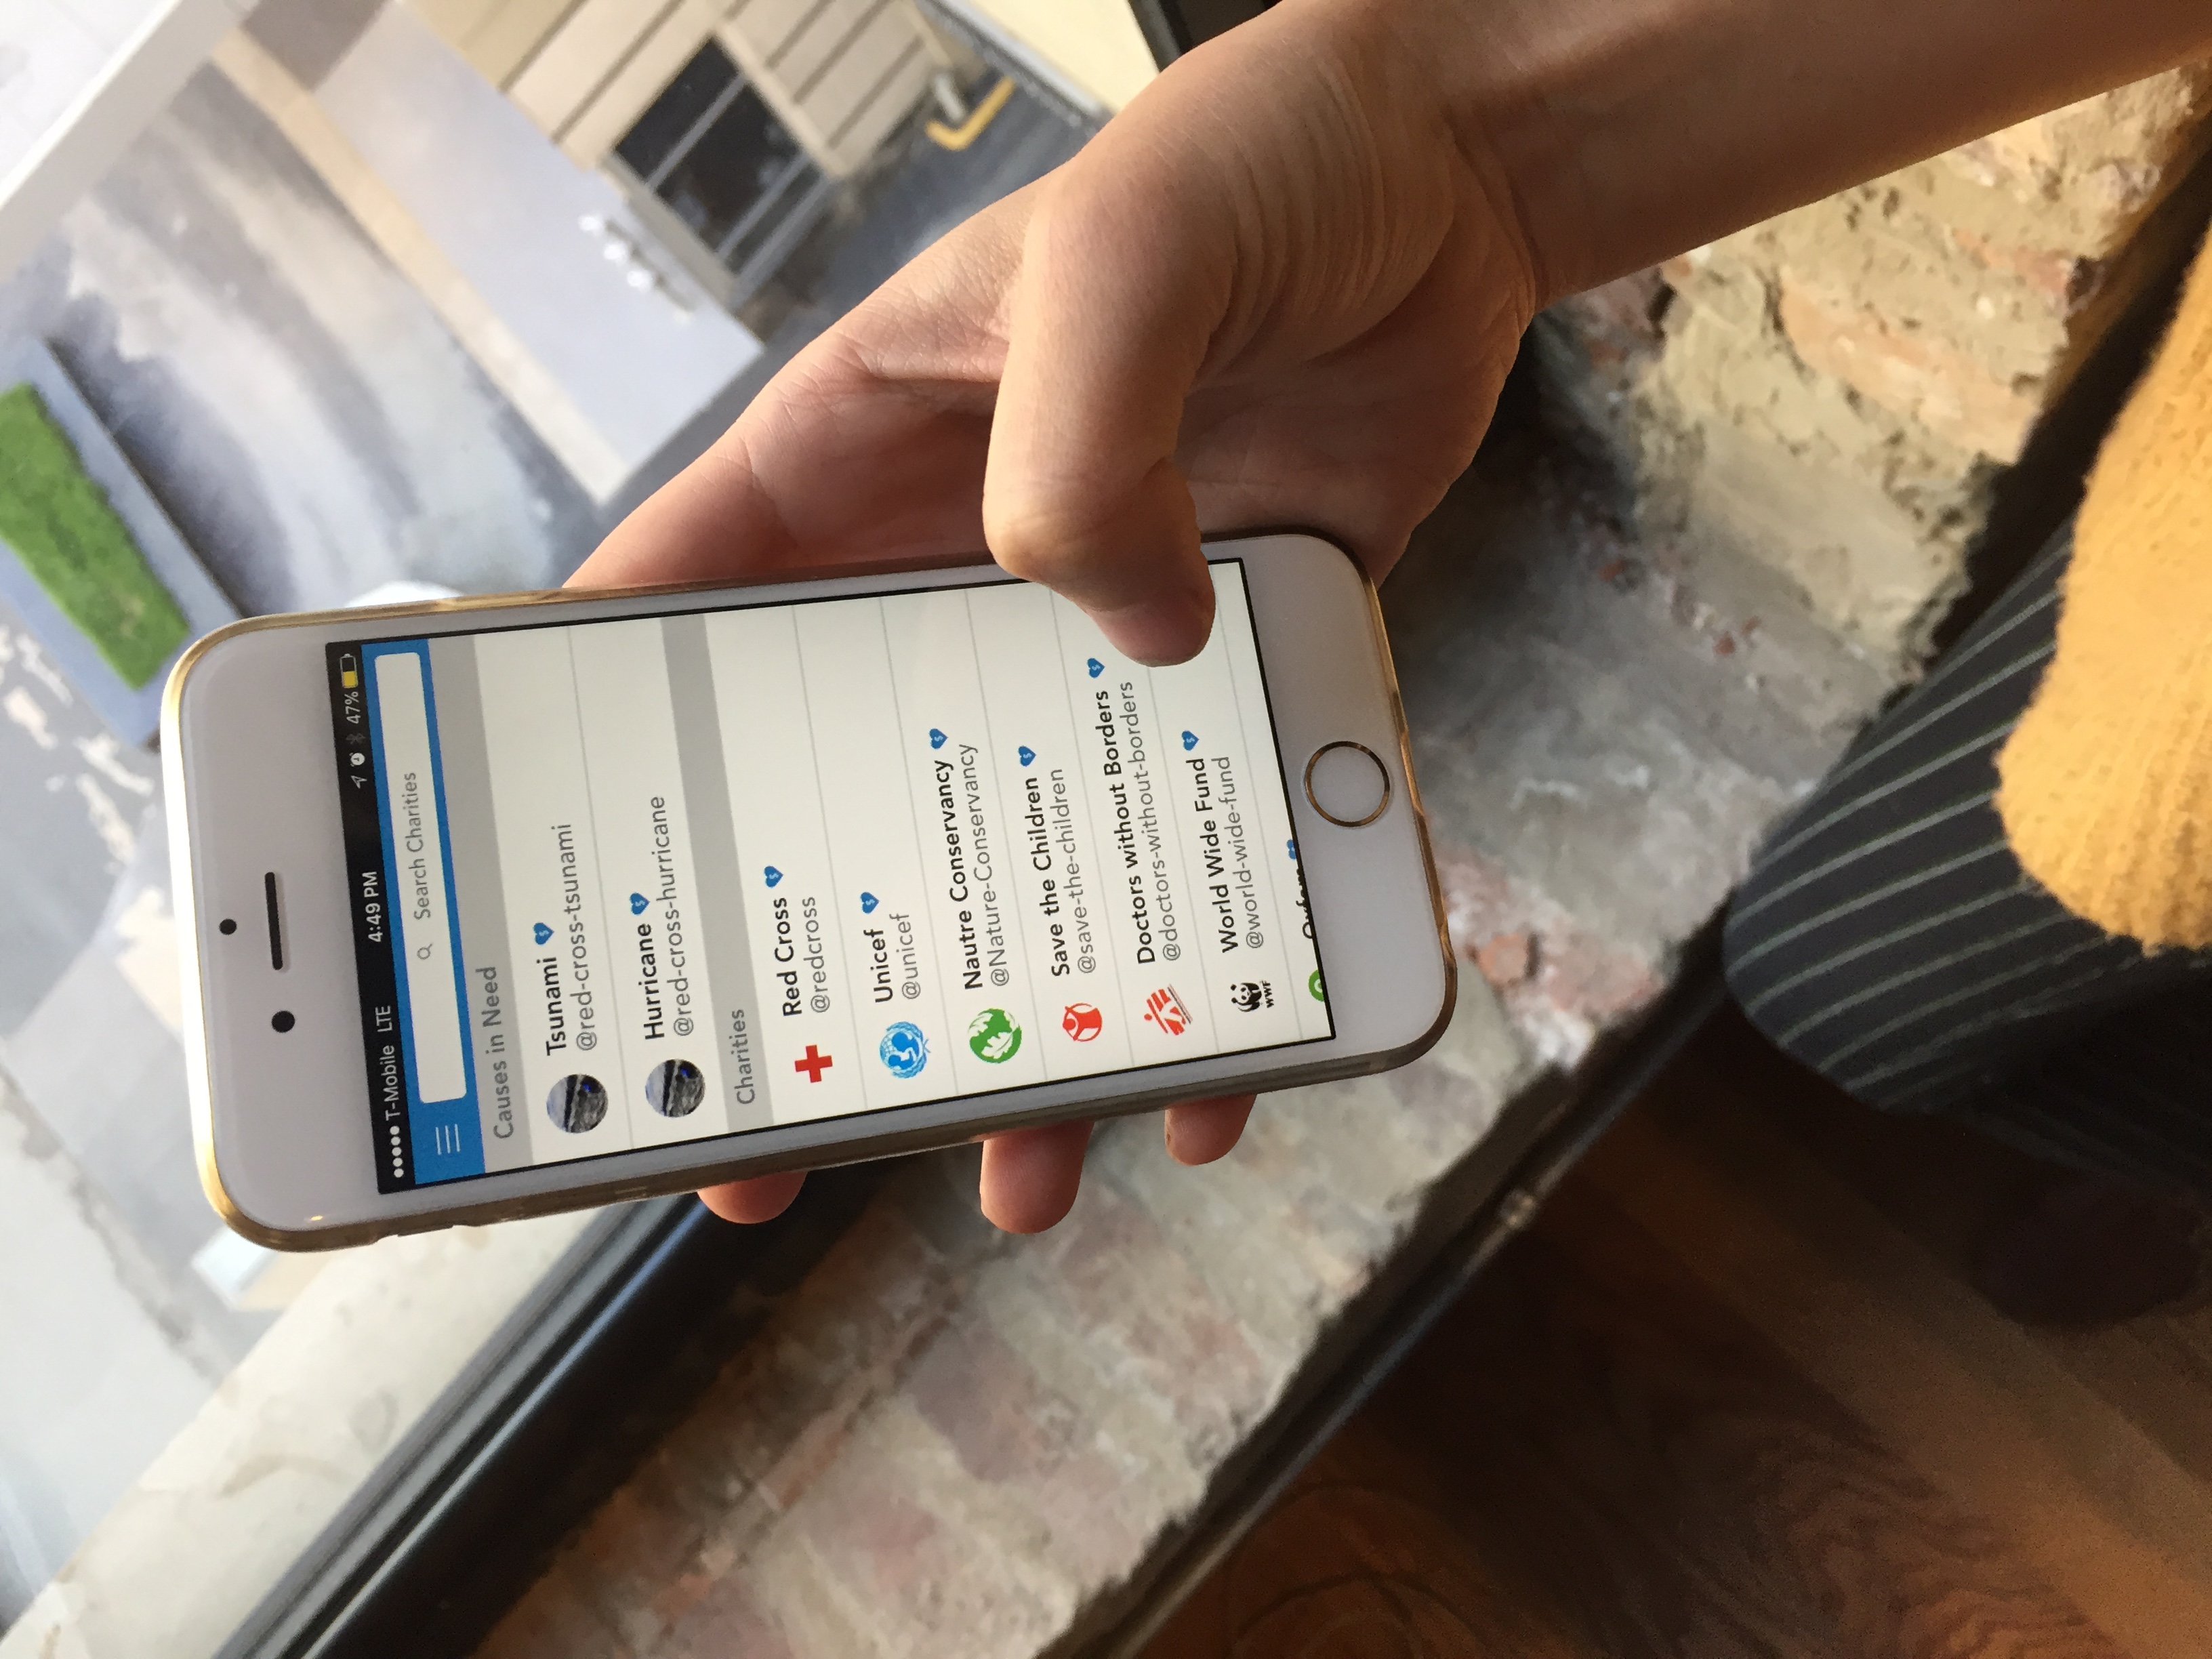 T-Mobile LTE 4:49 PM 47%
Search Charities
Causes in Need
Tsunami
@red-cross-tsunami
Hurricane
@red-cross-hurricane
Charities
Red Cross
@redcross
Unicef
@unicef
Nautre Conservancy
@Nature-Conservancy
Save the Children
@save-the-children
Doctors without Borders
@doctors-without-borders
World Wide Fund
@world-wide-fund
WWF